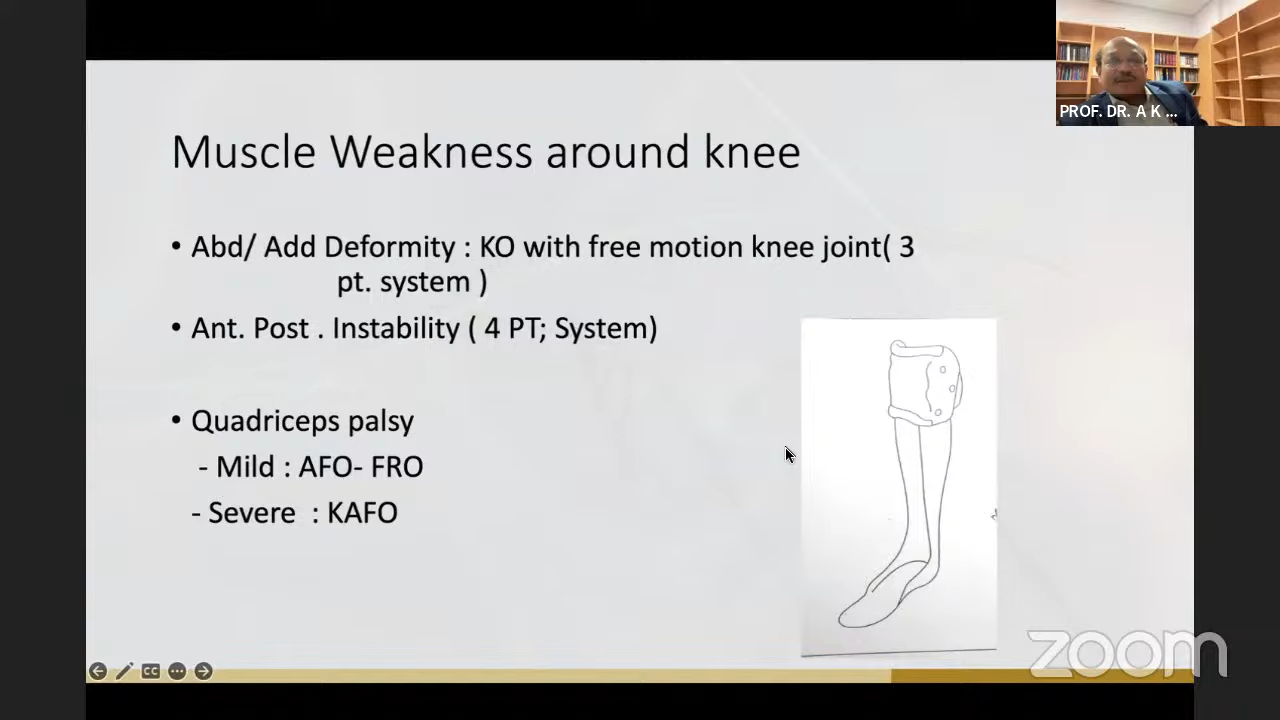 PROF. DR. A K ...
Muscle Weakness around knee
• Abd/ Add Deformity : KO with free motion knee joint( 3
pt. system )
• Ant. Post . Instability ( 4 PT; System)
• Quadriceps palsy
- Mild : AFO- FRO
- Severe : KAFO
CC
zoom